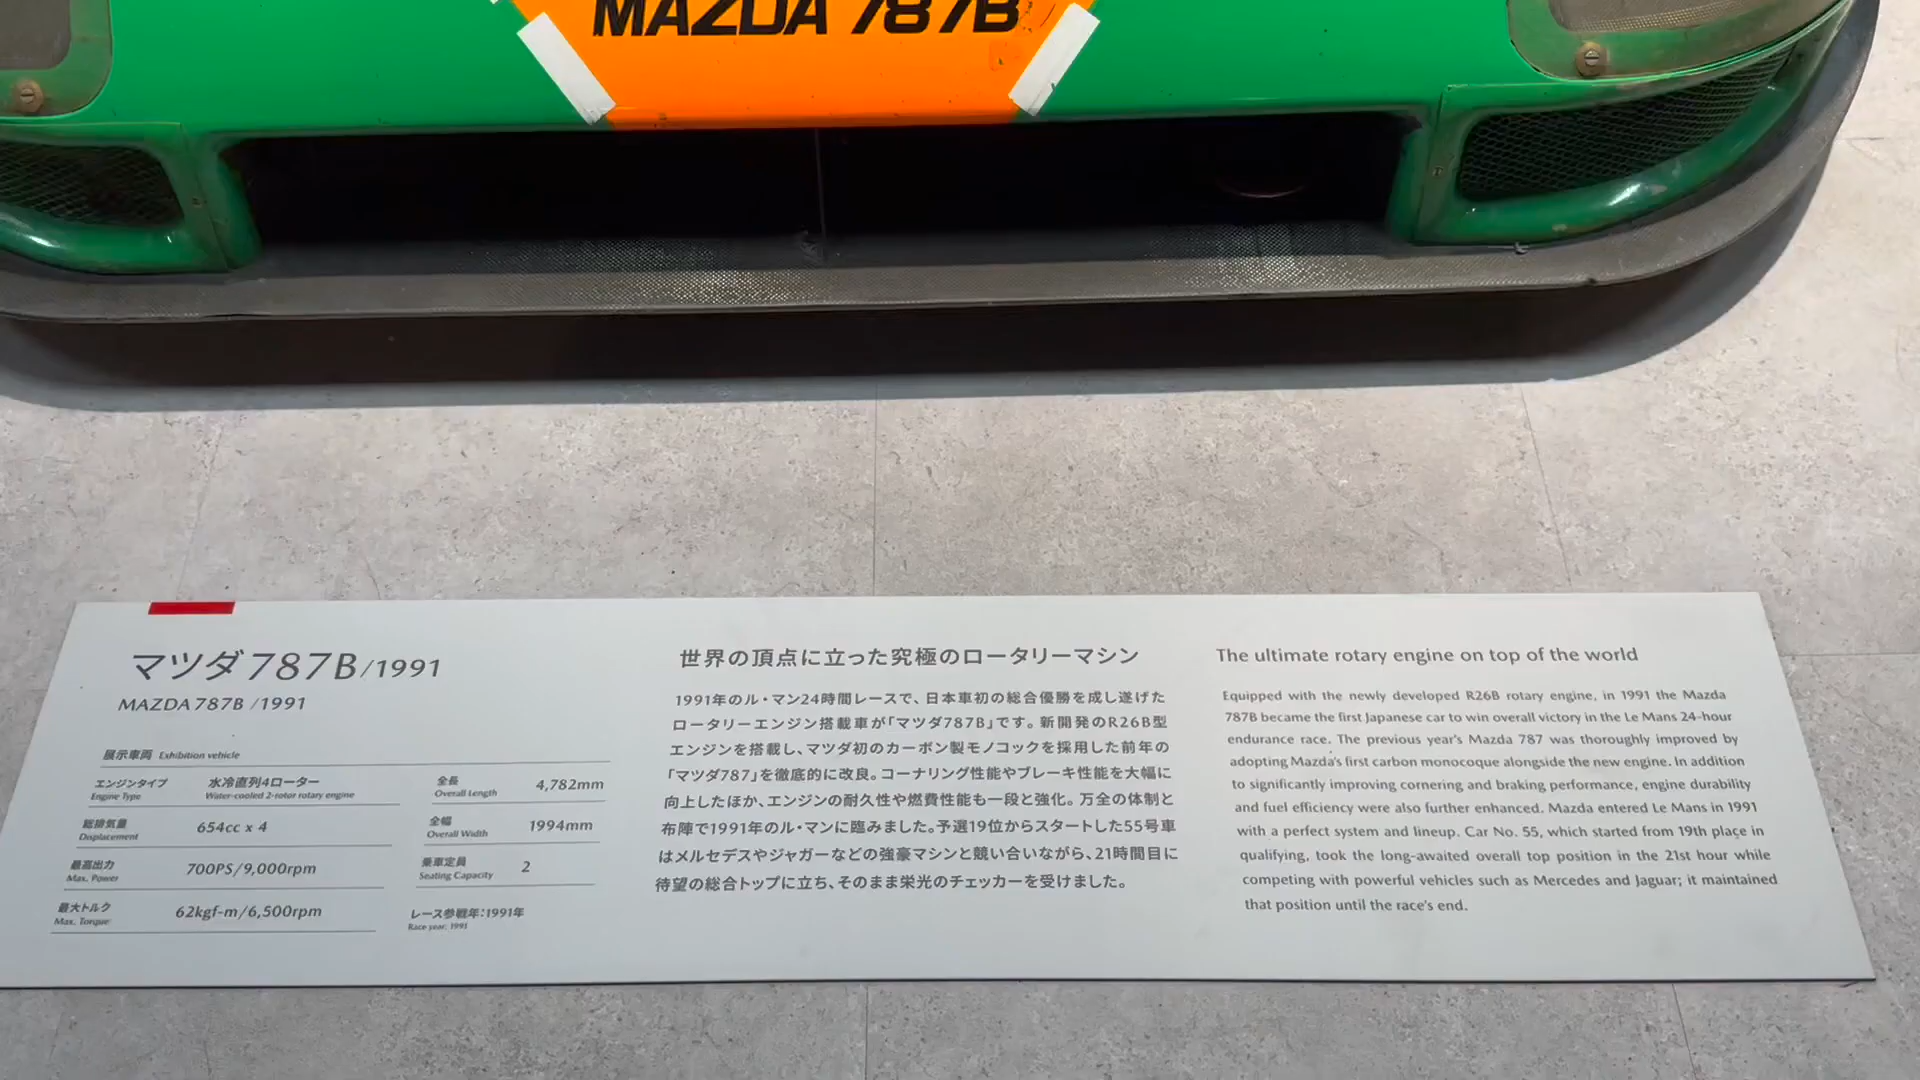 MAZDA 787B
マツダ 787B/1991
MAZDA 787B /1991
展示車両 Exhibition vehicle
エンジンタイプ 水冷直列4ローター
Engine Type Water-cooled 2-rotor rotary engine
総排気量 654cc x 4
Displacement
最高出力 700PS/9,000rpm
Max. Power
最大トルク 62kgf-m/6,500rpm
Max. Torque
全長 4,782mm
Overall Length
全幅 1994mm
Overall Width
乗車定員 2
Seating Capacity
レース参戦年:1991年
Race year: 1991
世界の頂点に立った究極のロータリーマシン
1991年のル・マン24時間レースで、日本車初の総合優勝を成し遂げた
ロータリーエンジン搭載車が「マツダ787B」です。新開発のR26B型
エンジンを搭載し、マツダ初のカーボン製モノコックを採用した前年の
「マツダ787」を徹底的に改良。コーナリング性能やブレーキ性能を大幅に
向上したほか、エンジンの耐久性や燃費性能も一段と強化。万全の体制と
布陣で1991年のル・マンに臨みました。予選19位からスタートした55号車
はメルセデスやジャガーなどの強豪マシンと競い合いながら、21時間目に
待望の総合トップに立ち、そのまま栄光のチェッカーを受けました。
The ultimate rotary engine on top of the world
Equipped with the newly developed R26B rotary engine, in 1991 the Mazda
787B became the first Japanese car to win overall victory in the Le Mans 24-hour
endurance race. The previous year's Mazda 787 was thoroughly improved by
adopting Mazda's first carbon monocoque alongside the new engine. In addition
to significantly improving cornering and braking performance, engine durability
and fuel efficiency were also further enhanced. Mazda entered Le Mans in 1991
with a perfect system and lineup. Car No. 55, which started from 19th place in
qualifying, took the long-awaited overall top position in the 21st hour while
competing with powerful vehicles such as Mercedes and Jaguar; it maintained
that position until the race's end.